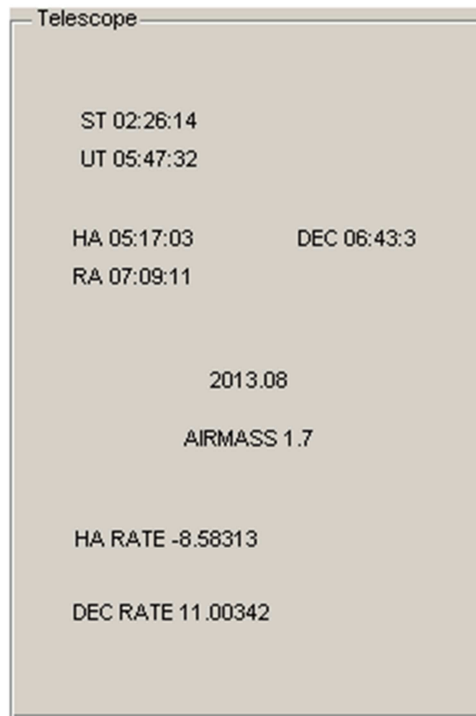 Telescope
ST 02:26:14
UT 05:47:32
HA 05:17:03 DEC 06:43:3
RA 07:09:11
2013.08
AIRMASS 1.7
HA RATE -8.58313
DEC RATE 11.00342